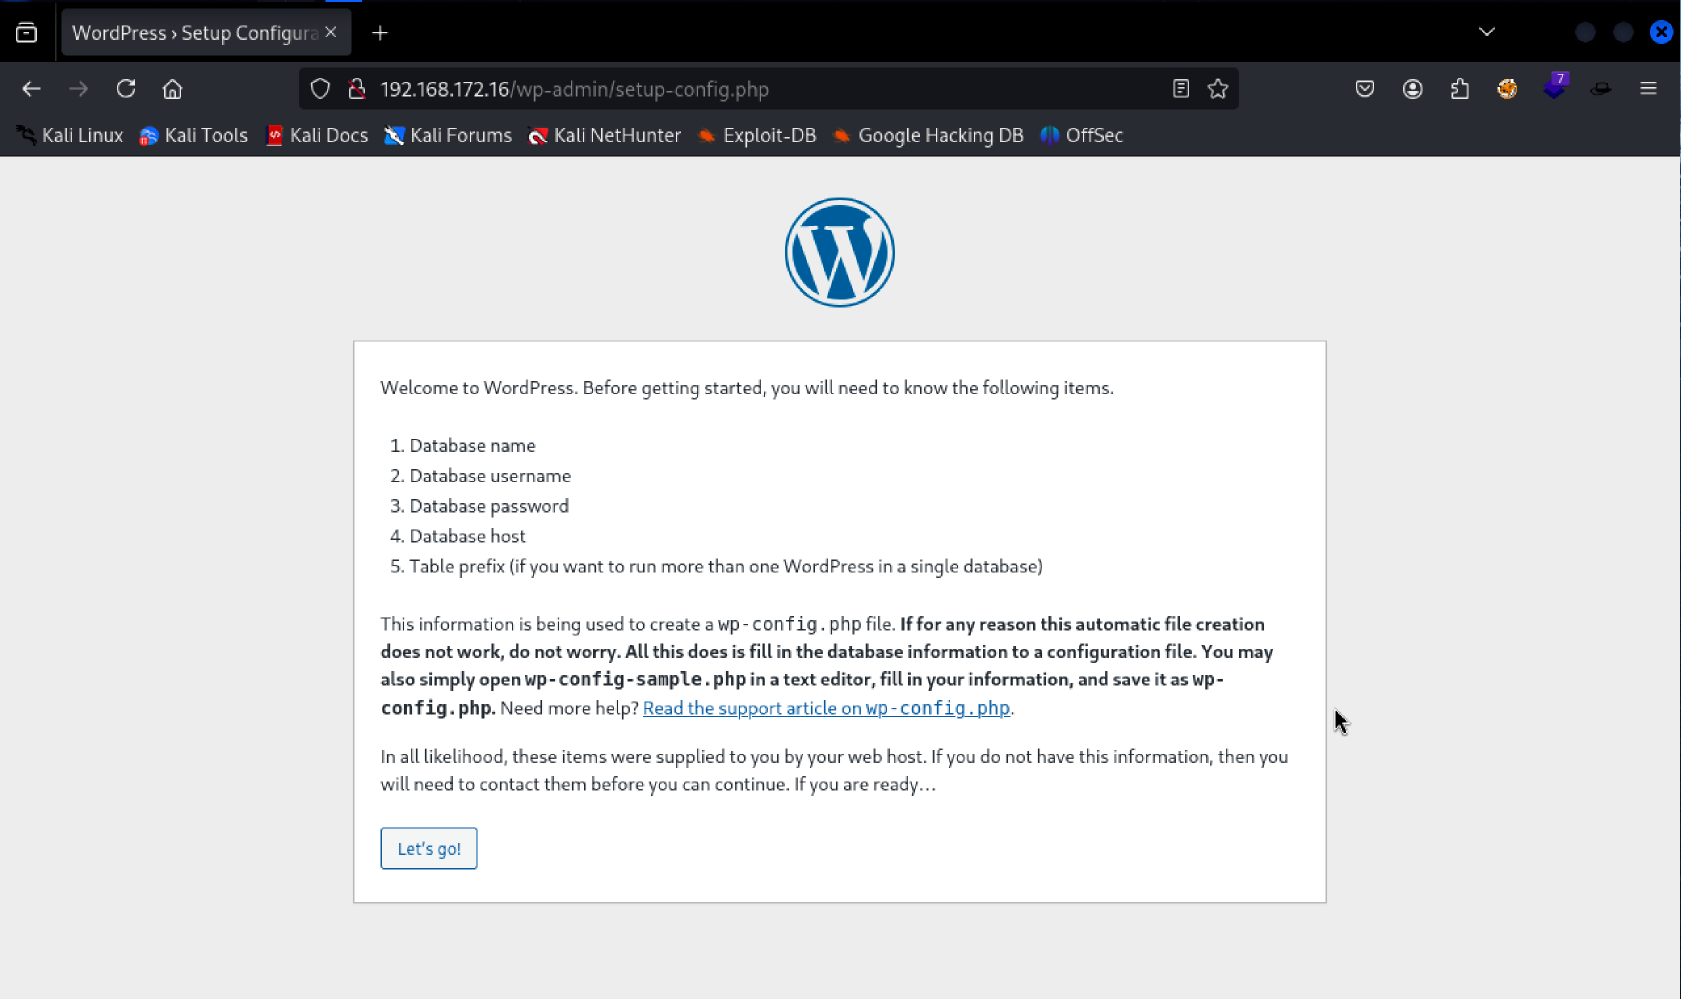 WordPress › Setup Configura
192.168.172.16/wp-admin/setup-config.php
7
Kali Linux Kali Tools Kali Docs Kali Forums Kali NetHunter Exploit-DB Google Hacking DB OffSec
W
Welcome to WordPress. Before getting started, you will need to know the following items.
1. Database name
2. Database username
3. Database password
4. Database host
5. Table prefix (if you want to run more than one WordPress in a single database)
This information is being used to create a wp-config.php file. If for any reason this automatic file creation
does not work, do not worry. All this does is fill in the database information to a configuration file. You may
also simply open wp-config-sample.php in a text editor, fill in your information, and save it as wp-
config.php. Need more help? Read the support article on wp-config.php.
In all likelihood, these items were supplied to you by your web host. If you do not have this information, then you
will need to contact them before you can continue. If you are ready…
Let's go!